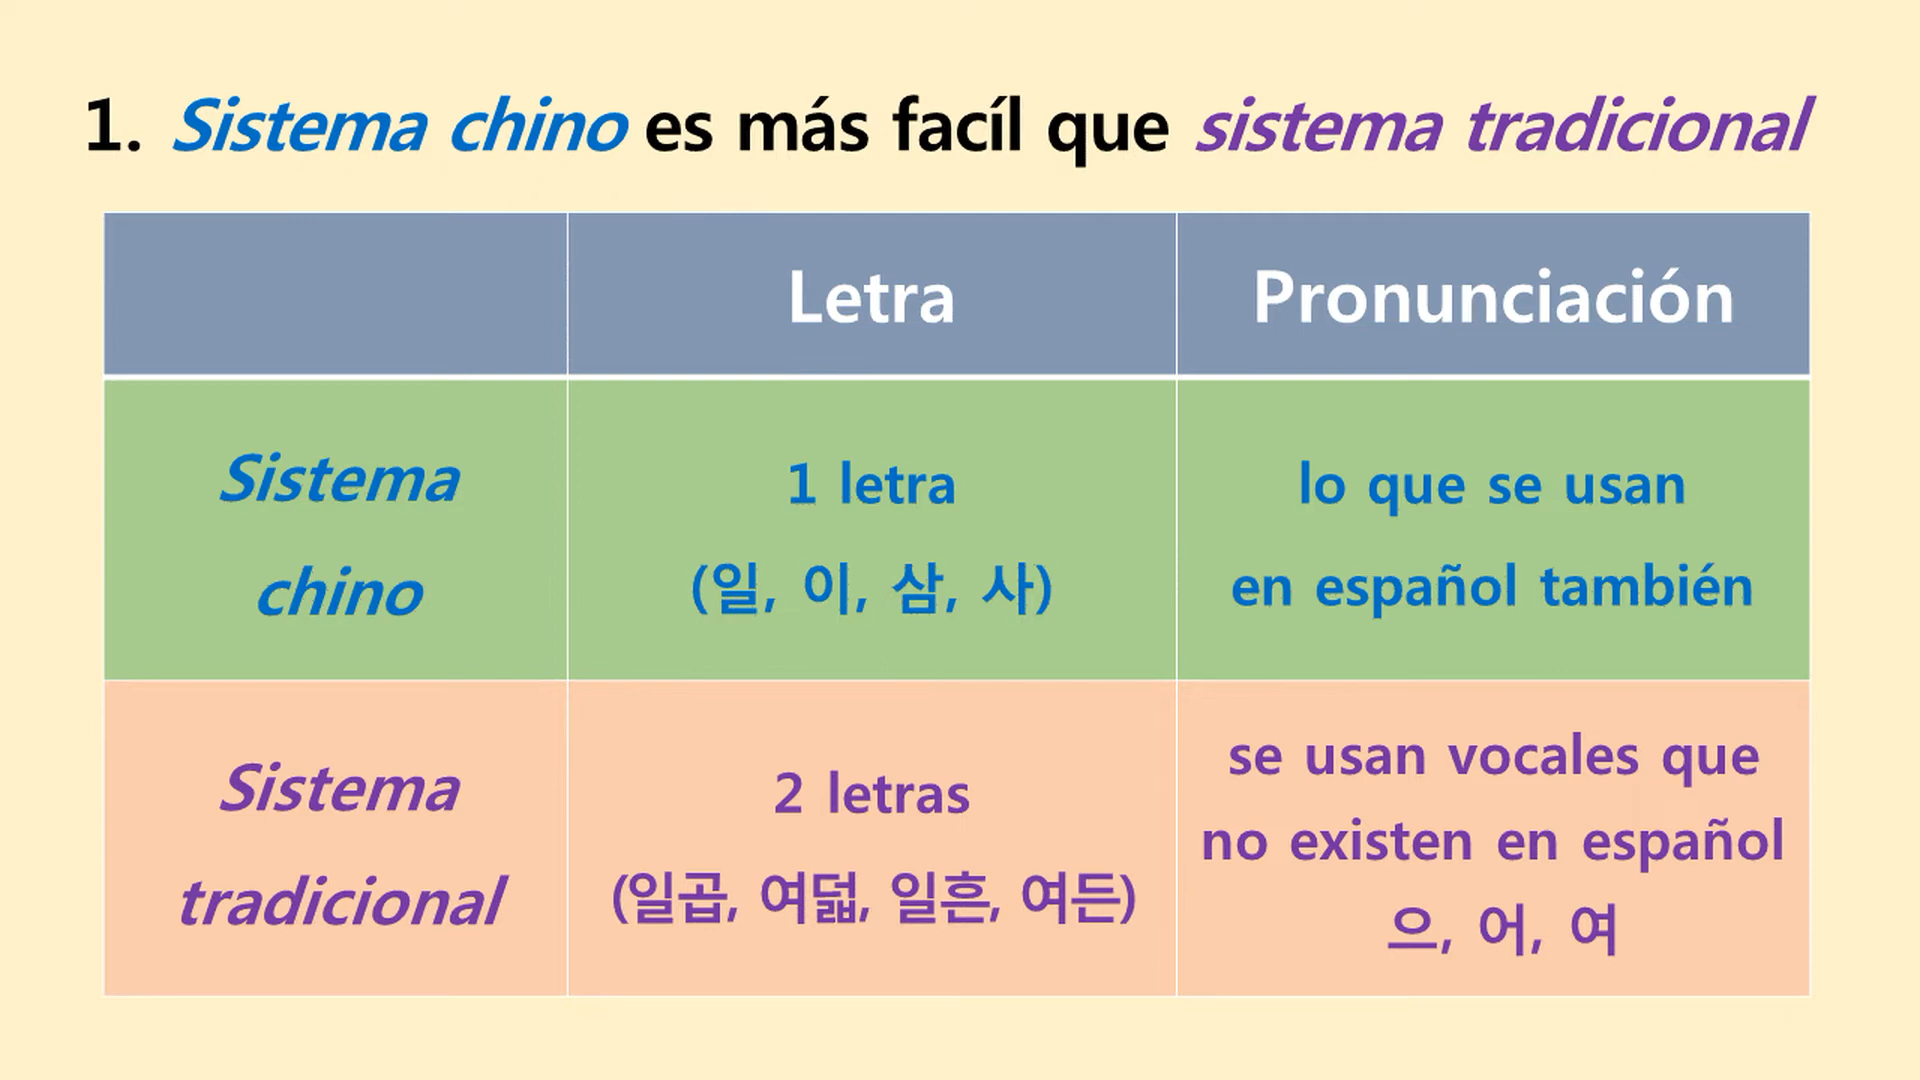 1. Sistema chino es más facíl que sistema tradicional
Letra
Pronunciación
Sistema
chino
1 letra
(일, 이, 삼, 사)
lo que se usan
en español también
Sistema
tradicional
2 letras
(일곱, 여덟, 일흔, 여든)
se usan vocales que
no existen en español
으, 어, 여